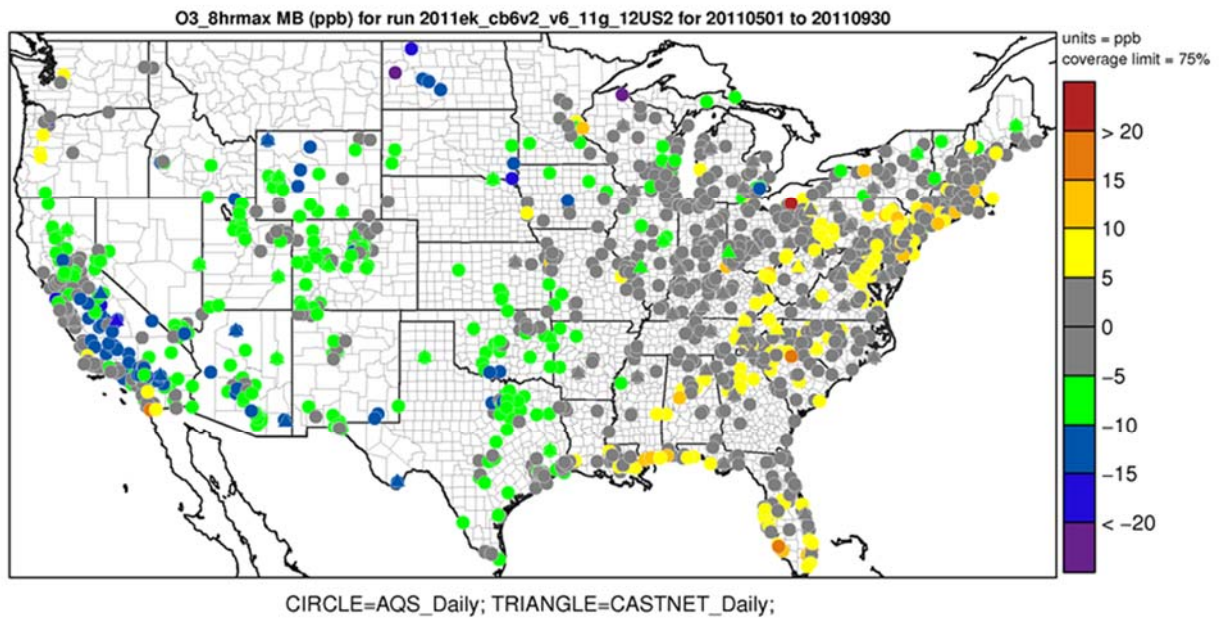 O3_8hrmax MB (ppb) for run 2011ek_cb6v2_v6_11g_12US2 for 20110501 to 20110930
units = ppb
coverage limit = 75%
> 20
15
10
5
0
−5
−10
−15
< −20
CIRCLE=AQS_Daily; TRIANGLE=CASTNET_Daily;